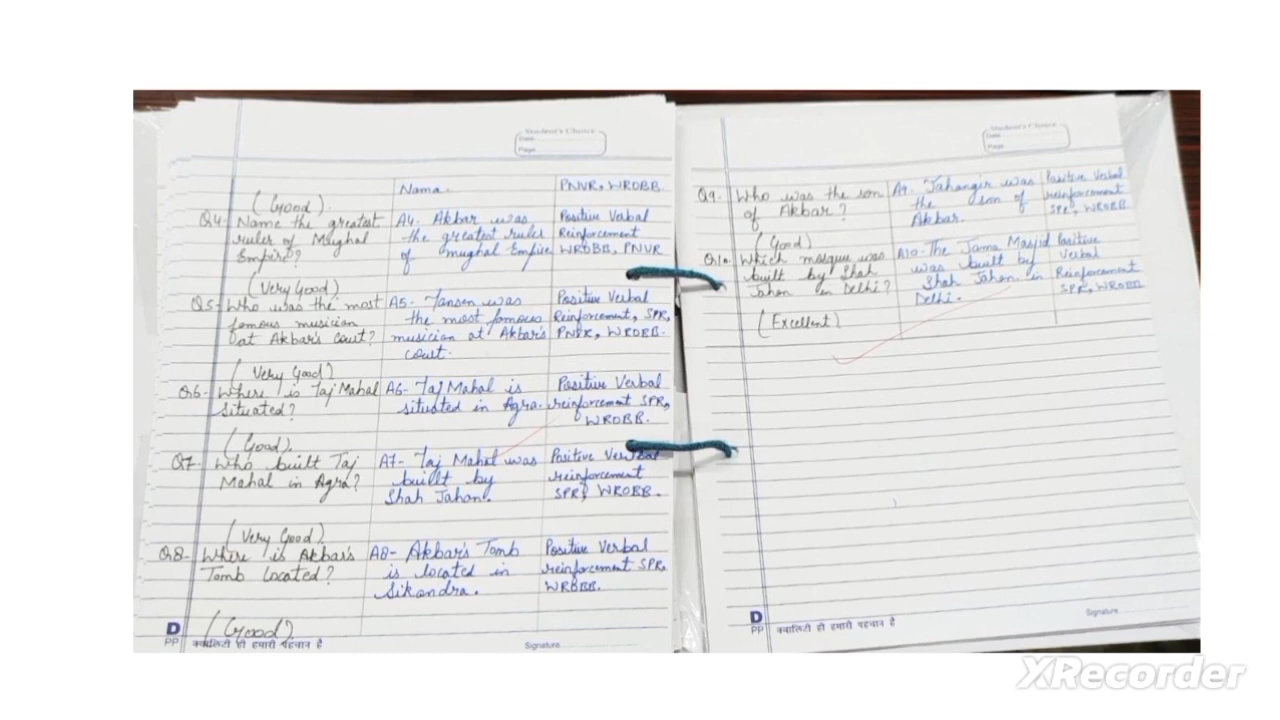 Student's Choice
Date
Page
Nama.
PNVR, WROBB.
(Good)
Q4- Name the greatest ruler of Mughal Empire?
A4- Akbar was the greatest ruler of mughal Empire
Positive Verbal Reinforcement WROBB, PNVR
(Very Good)
Q5- Who was the most famous musician at Akbar's court?
A5- Tansen was the most famous musician at Akbar's court.
Positive Verbal Reinforcement, SPR, PNVR, WROBB.
(Very Good)
Q6- Where is Taj Mahal Situated?
A6- Taj Mahal is situated in Agra.
Positive Verbal reinforcement SPR, WROBB.
(Good)
Q7- Who built Taj Mahal in Agra?
A7- Taj Mahal was built by Shah Jahan.
Positive Verbal reinforcement SPR, WROBB.
(Very Good)
Q8- Where is Akbar's Tomb Located?
A8- Akbar's Tomb is located in Sikandra.
Positive Verbal reinforcement SPR, WROBB.
(Good)
D
PP
क्वालिटी ही हमारी पहचान है
Signature
Student's Choice
Date
Page
Q9- Who was the son of Akbar?
A9- Jahangir was the son of Akbar.
Positive Verbal reinforcement SPR, WROBB.
(Good)
Q10. Which mosque was built by Shah Jahan in Delhi?
A10- The Jama Masjid was built by Shah Jahan in Delhi.
Positive Verbal Reinforcement SPR, WROBB
(Excellent)
D
PP
क्वालिटी ही हमारी पहचान है
Signature
XRecorder